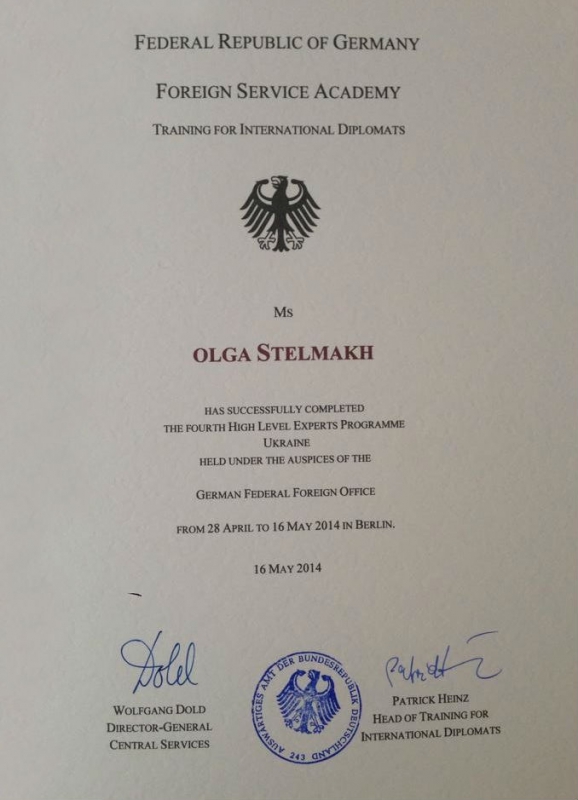 FEDERAL REPUBLIC OF GERMANY
FOREIGN SERVICE ACADEMY
TRAINING FOR INTERNATIONAL DIPLOMATS
MS
OLGA STELMAKH
HAS SUCCESSFULLY COMPLETED
THE FOURTH HIGH LEVEL EXPERTS PROGRAMME
UKRAINE
HELD UNDER THE AUSPICES OF THE
GERMAN FEDERAL FOREIGN OFFICE
FROM 28 APRIL TO 16 MAY 2014 IN BERLIN.
16 MAY 2014
Dold
WOLFGANG DOLD
DIRECTOR-GENERAL
CENTRAL SERVICES
AUSWÄRTIGES AMT DER BUNDESREPUBLIK DEUTSCHLAND
243
PATRICK HEINZ
HEAD OF TRAINING FOR
INTERNATIONAL DIPLOMATS